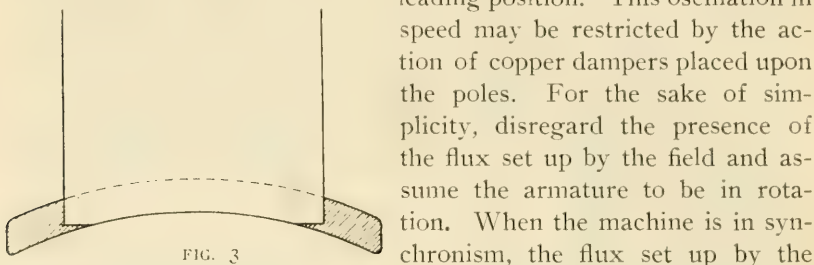 leading position. This oscillation in
speed may be restricted by the ac-
tion of copper dampers placed upon
the poles. For the sake of sim-
plicity, disregard the presence of
the flux set up by the field and as-
sume the armature to be in rota-
tion. When the machine is in syn-
chronism, the flux set up by the
FIG. 3